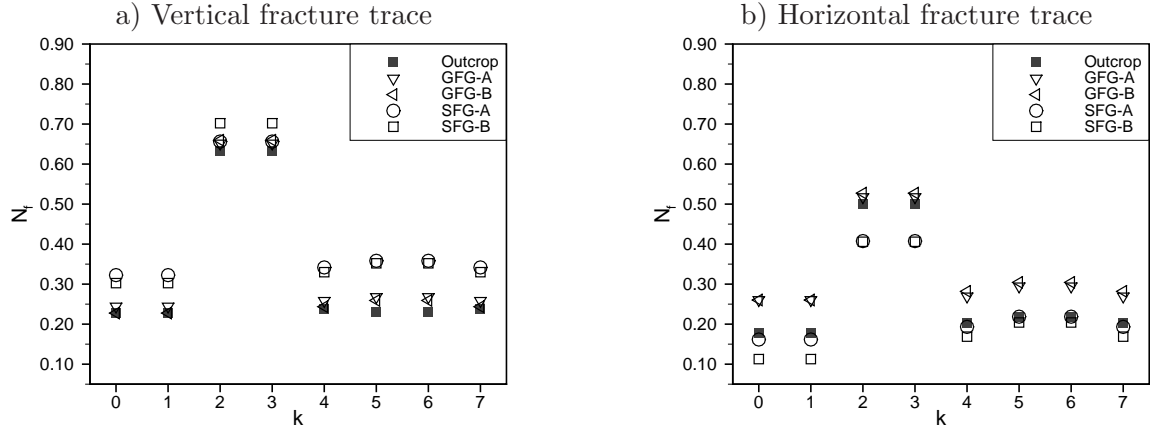 a) Vertical fracture trace
0.90
0.80
0.70
0.60
0.50
0.40
0.30
0.20
0.10
N_f
0 1 2 3 4 5 6 7
k
Outcrop
GFG-A
GFG-B
SFG-A
SFG-B
b) Horizontal fracture trace
0.90
0.80
0.70
0.60
0.50
0.40
0.30
0.20
0.10
N_f
0 1 2 3 4 5 6 7
k
Outcrop
GFG-A
GFG-B
SFG-A
SFG-B